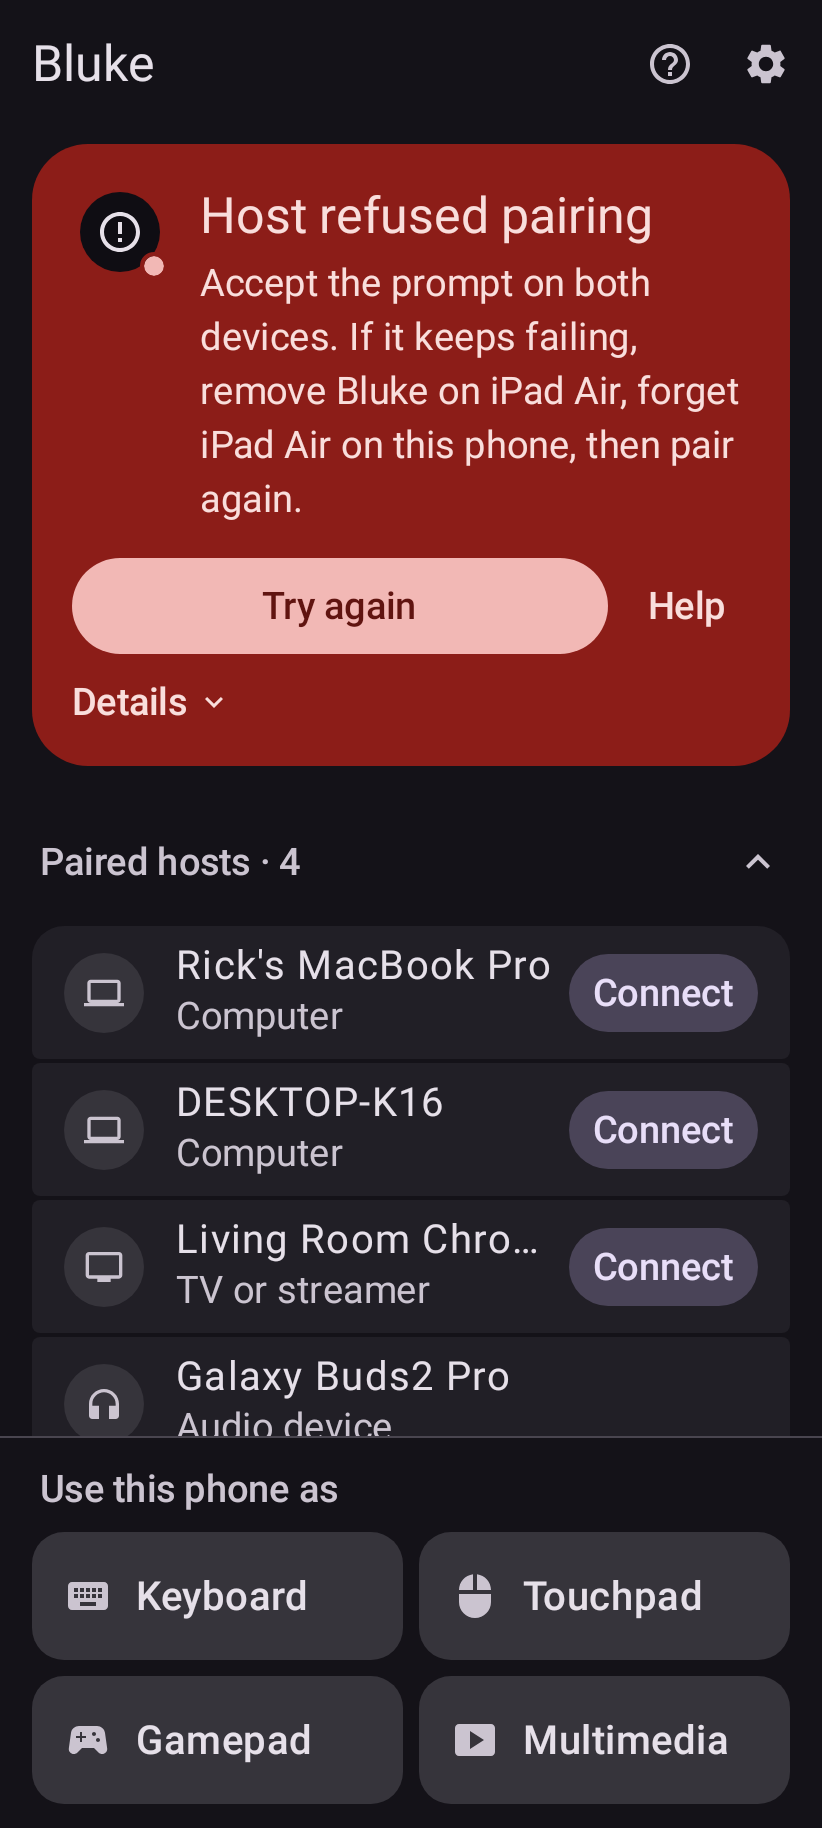 Bluke
Host refused pairing
Accept the prompt on both
devices. If it keeps failing,
remove Bluke on iPad Air, forget
iPad Air on this phone, then pair
again.
Try again
Help
Details
Paired hosts · 4
Rick's MacBook Pro
Computer
Connect
DESKTOP-K16
Computer
Connect
Living Room Chro…
TV or streamer
Connect
Galaxy Buds2 Pro
Audio device
Use this phone as
Keyboard
Touchpad
Gamepad
Multimedia